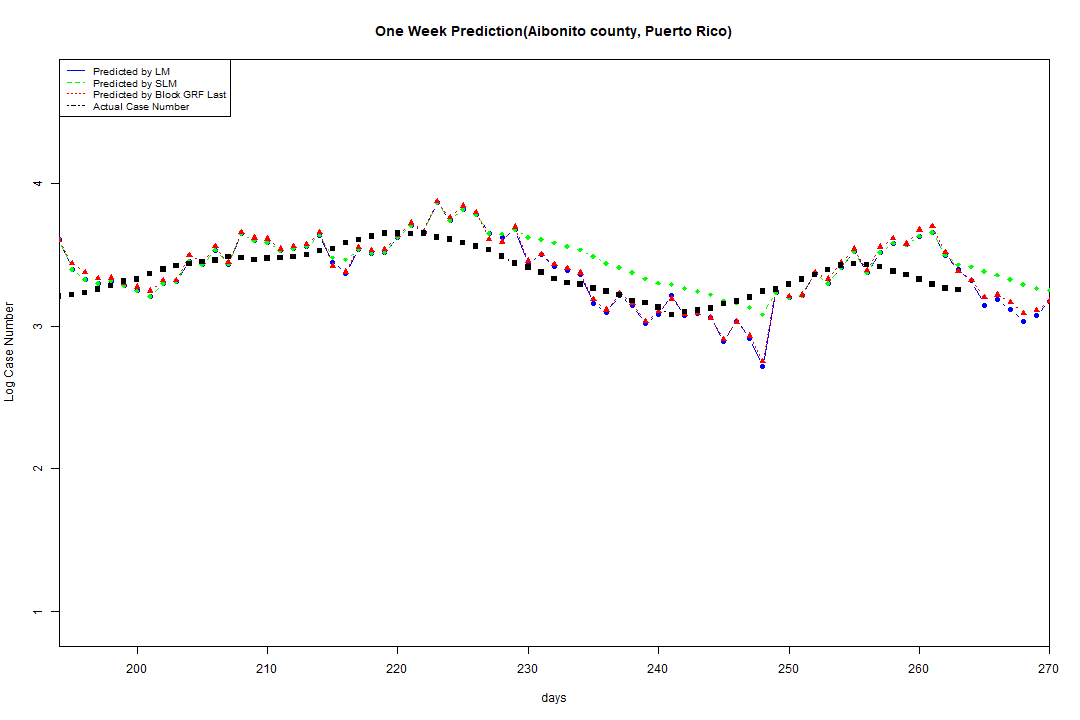 One Week Prediction(Aibonito county, Puerto Rico)
Predicted by LM
Predicted by SLM
Predicted by Block GRF Last
Actual Case Number
4
3
2
1
Log Case Number
200 210 220 230 240 250 260 270
days